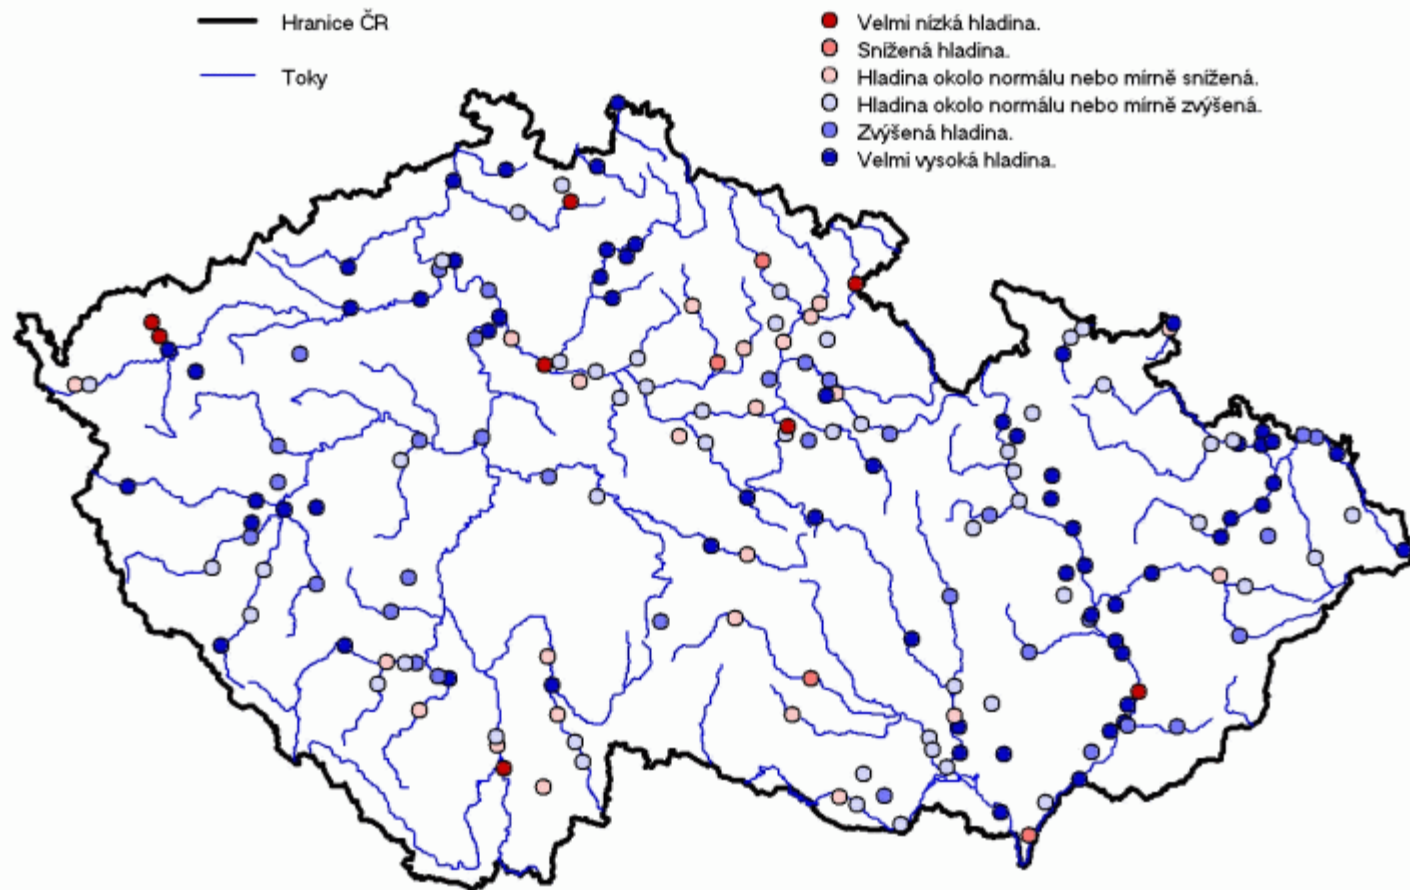 Hranice ČR
Toky
Velmi nízká hladina.
Snížená hladina.
Hladina okolo normálu nebo mírně snížená.
Hladina okolo normálu nebo mírně zvýšená.
Zvýšená hladina.
Velmi vysoká hladina.